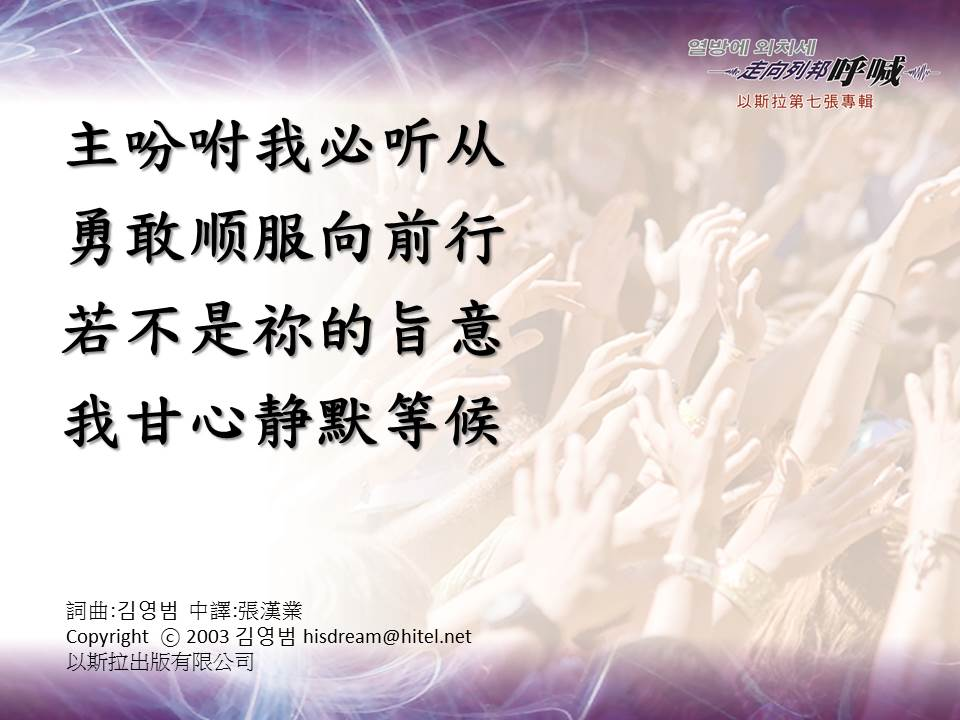 열방에 외치세
走向列邦呼喊
以斯拉第七張專輯
主吩咐我必听从
勇敢顺服向前行
若不是祢的旨意
我甘心静默等候
詞曲:김영범 中譯:張漢業
Copyright ⓒ 2003 김영범 hisdream@hitel.net
以斯拉出版有限公司